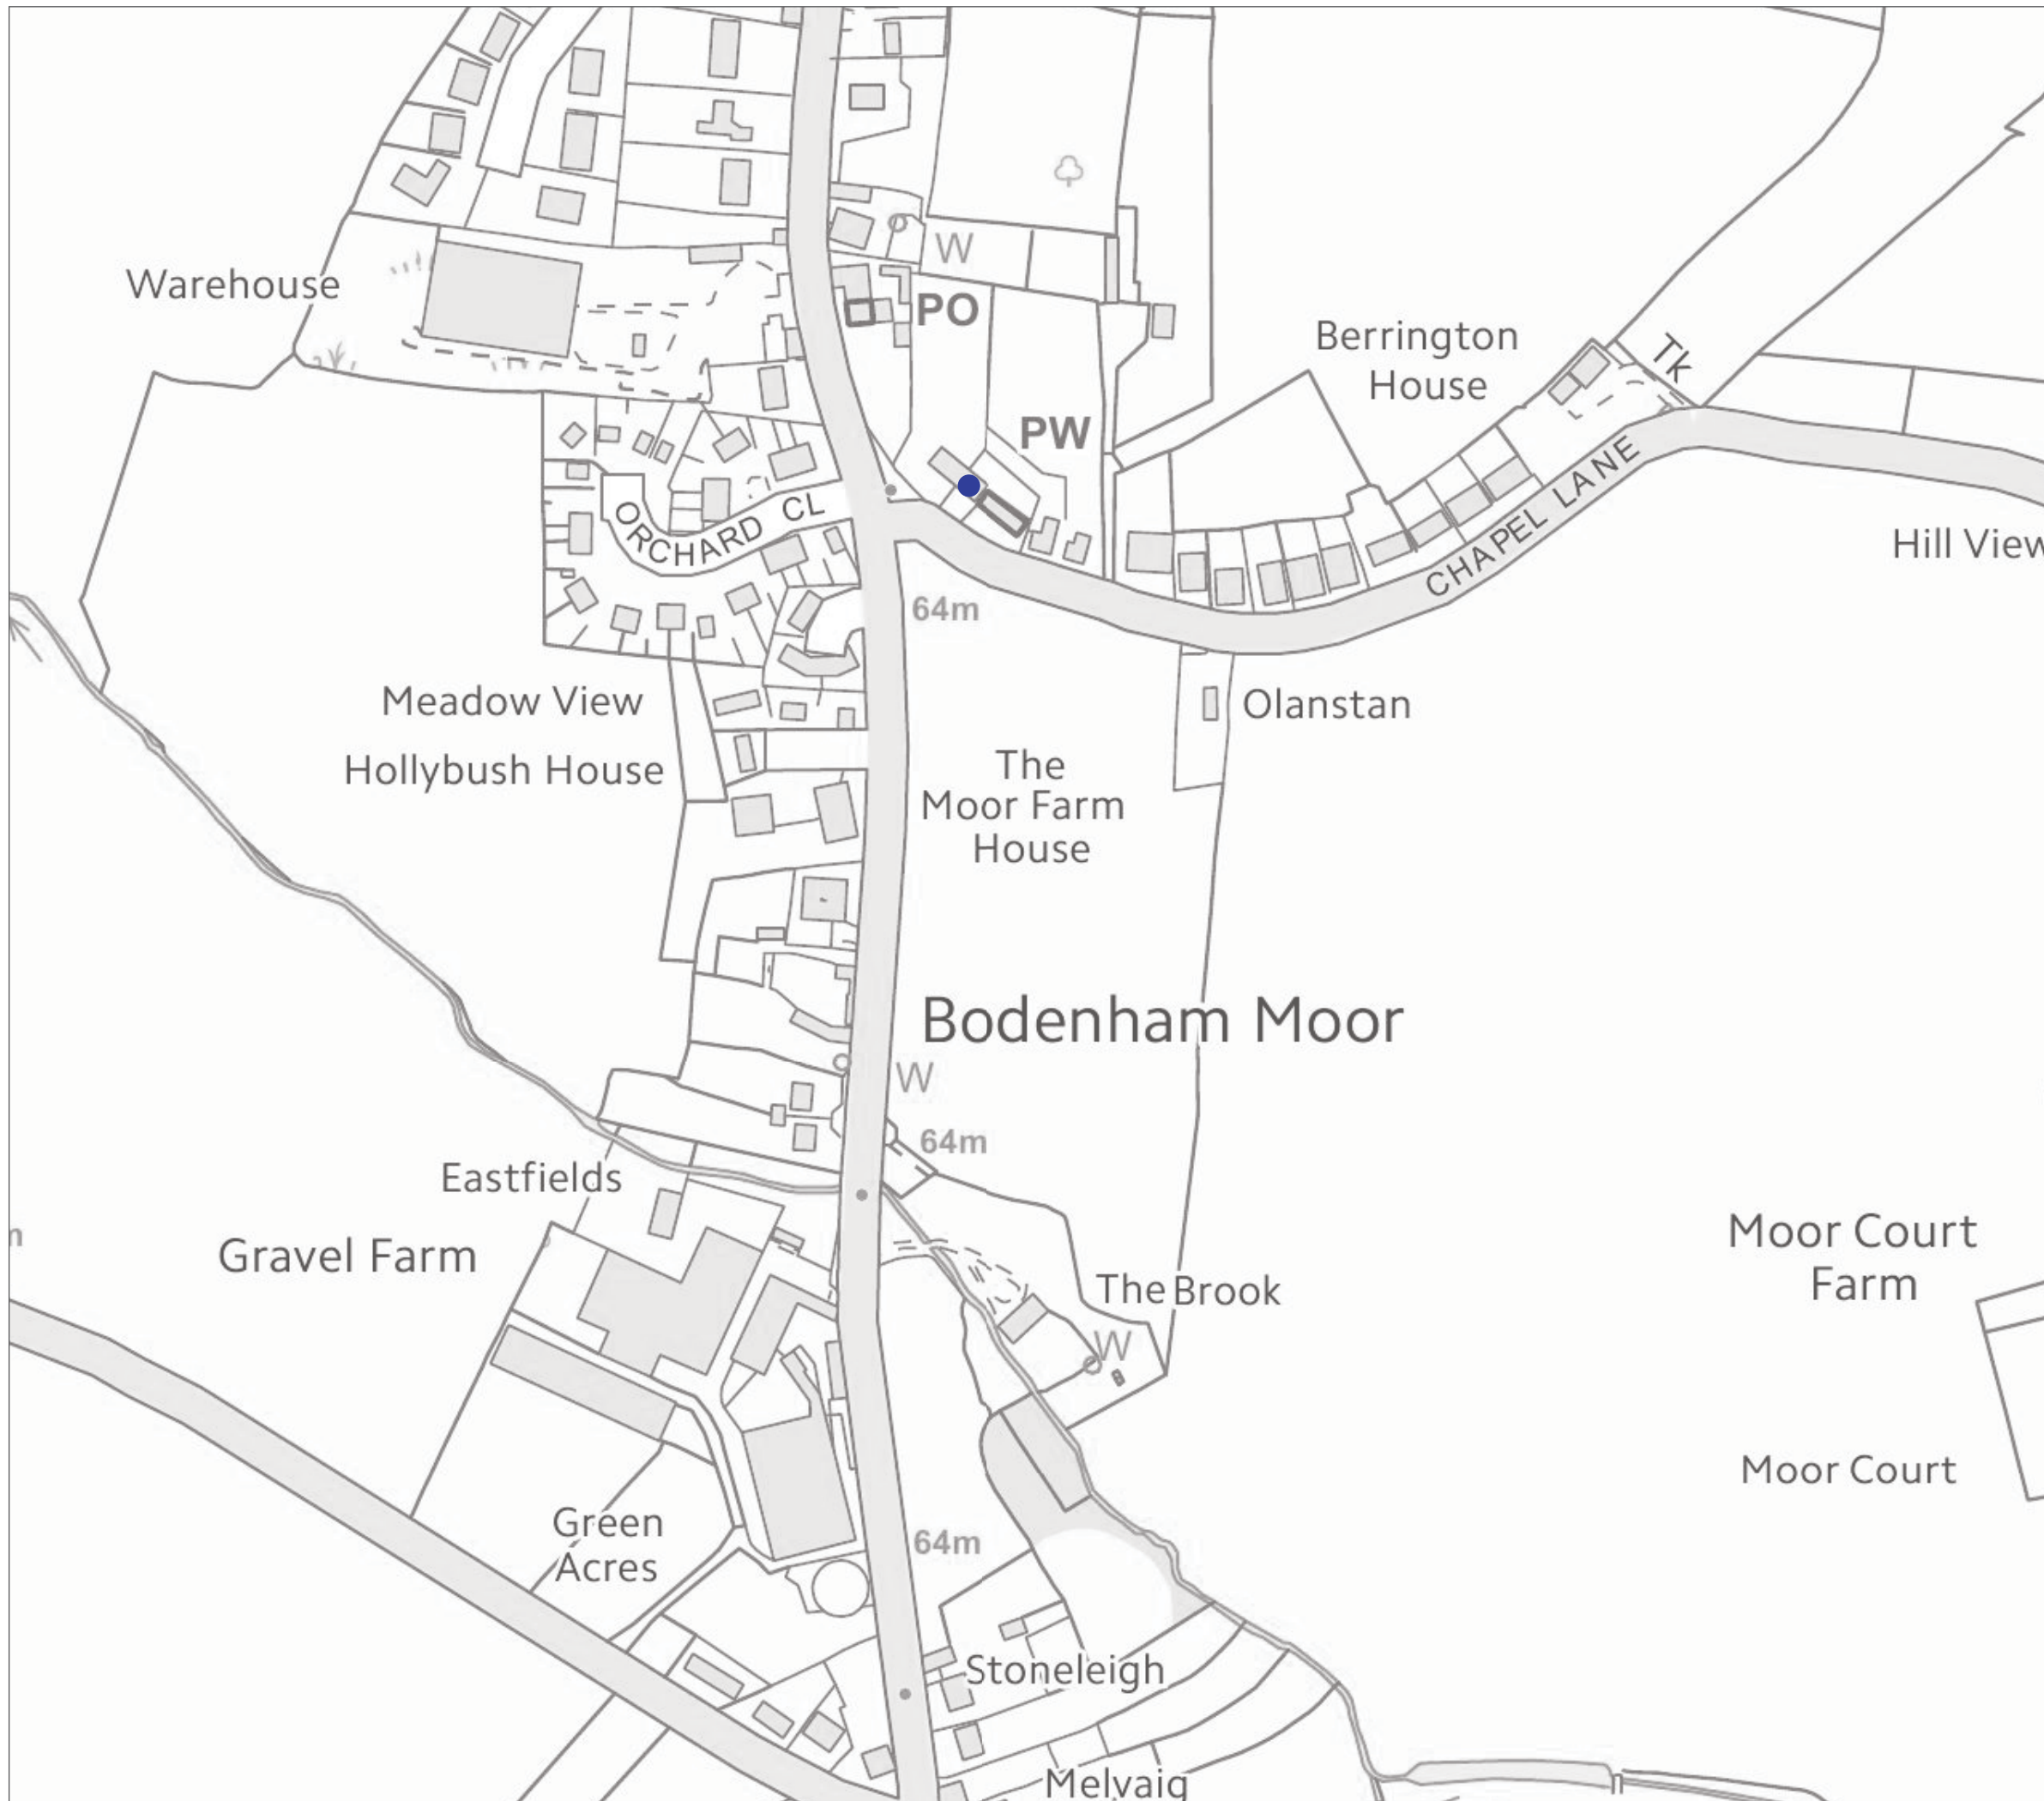 Warehouse
W
PO
Berrington
House
Tk
PW
ORCHARD CL
CHAPEL LANE
Hill View
64m
Meadow View
Olanstan
Hollybush House
The
Moor Farm
House
Bodenham Moor
W
64m
Eastfields
Gravel Farm
Moor Court
Farm
The Brook
W
Moor Court
Green
Acres
64m
Stoneleigh
Melvaig